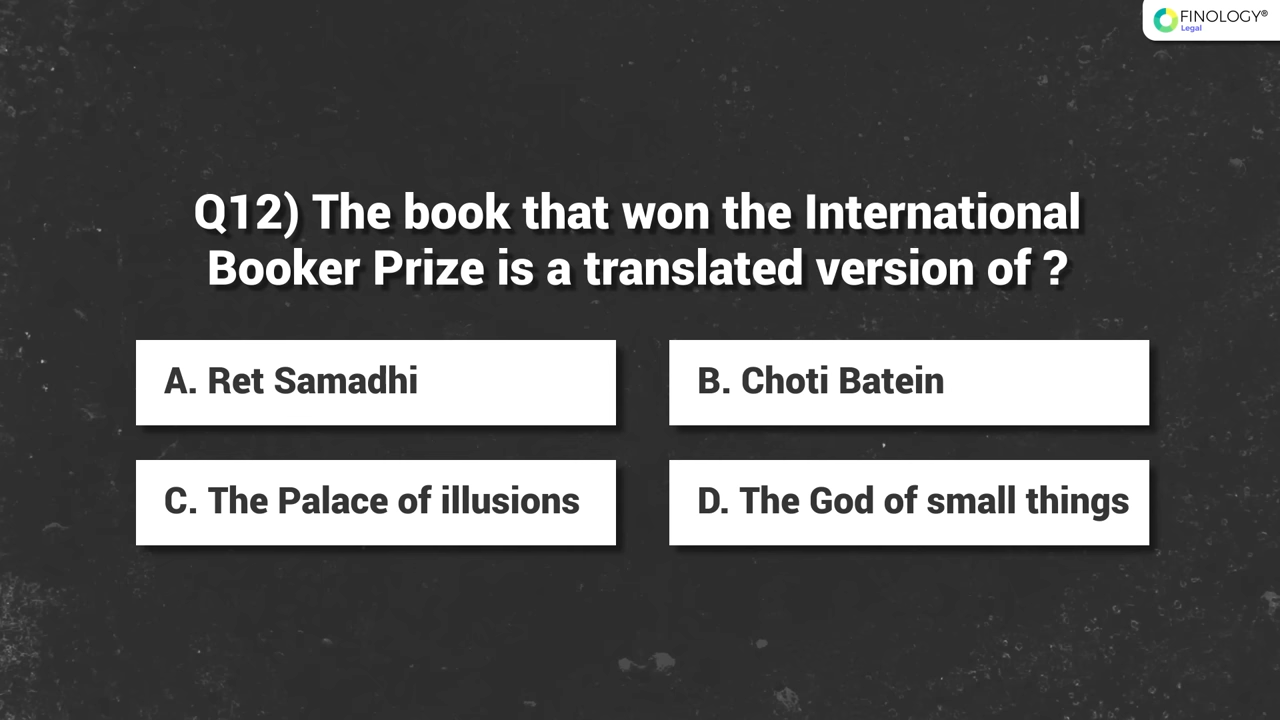 FINOLOGY®
Legal
Q12) The book that won the International
Booker Prize is a translated version of ?
A. Ret Samadhi
B. Choti Batein
C. The Palace of illusions
D. The God of small things